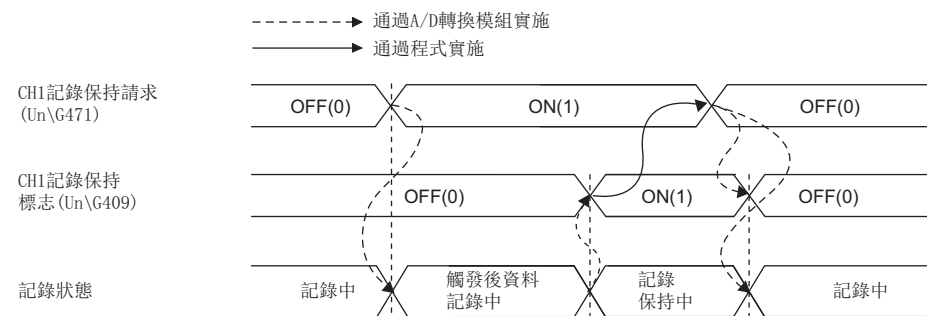 通過A/D轉換模組實施
通過程式實施
CH1記錄保持請求
(Un\G471)
OFF(0)
ON(1)
OFF(0)
CH1記錄保持
標志(Un\G409)
OFF(0)
ON(1)
OFF(0)
記錄狀態
記錄中
觸發後資料
記錄中
記錄
保持中
記錄中